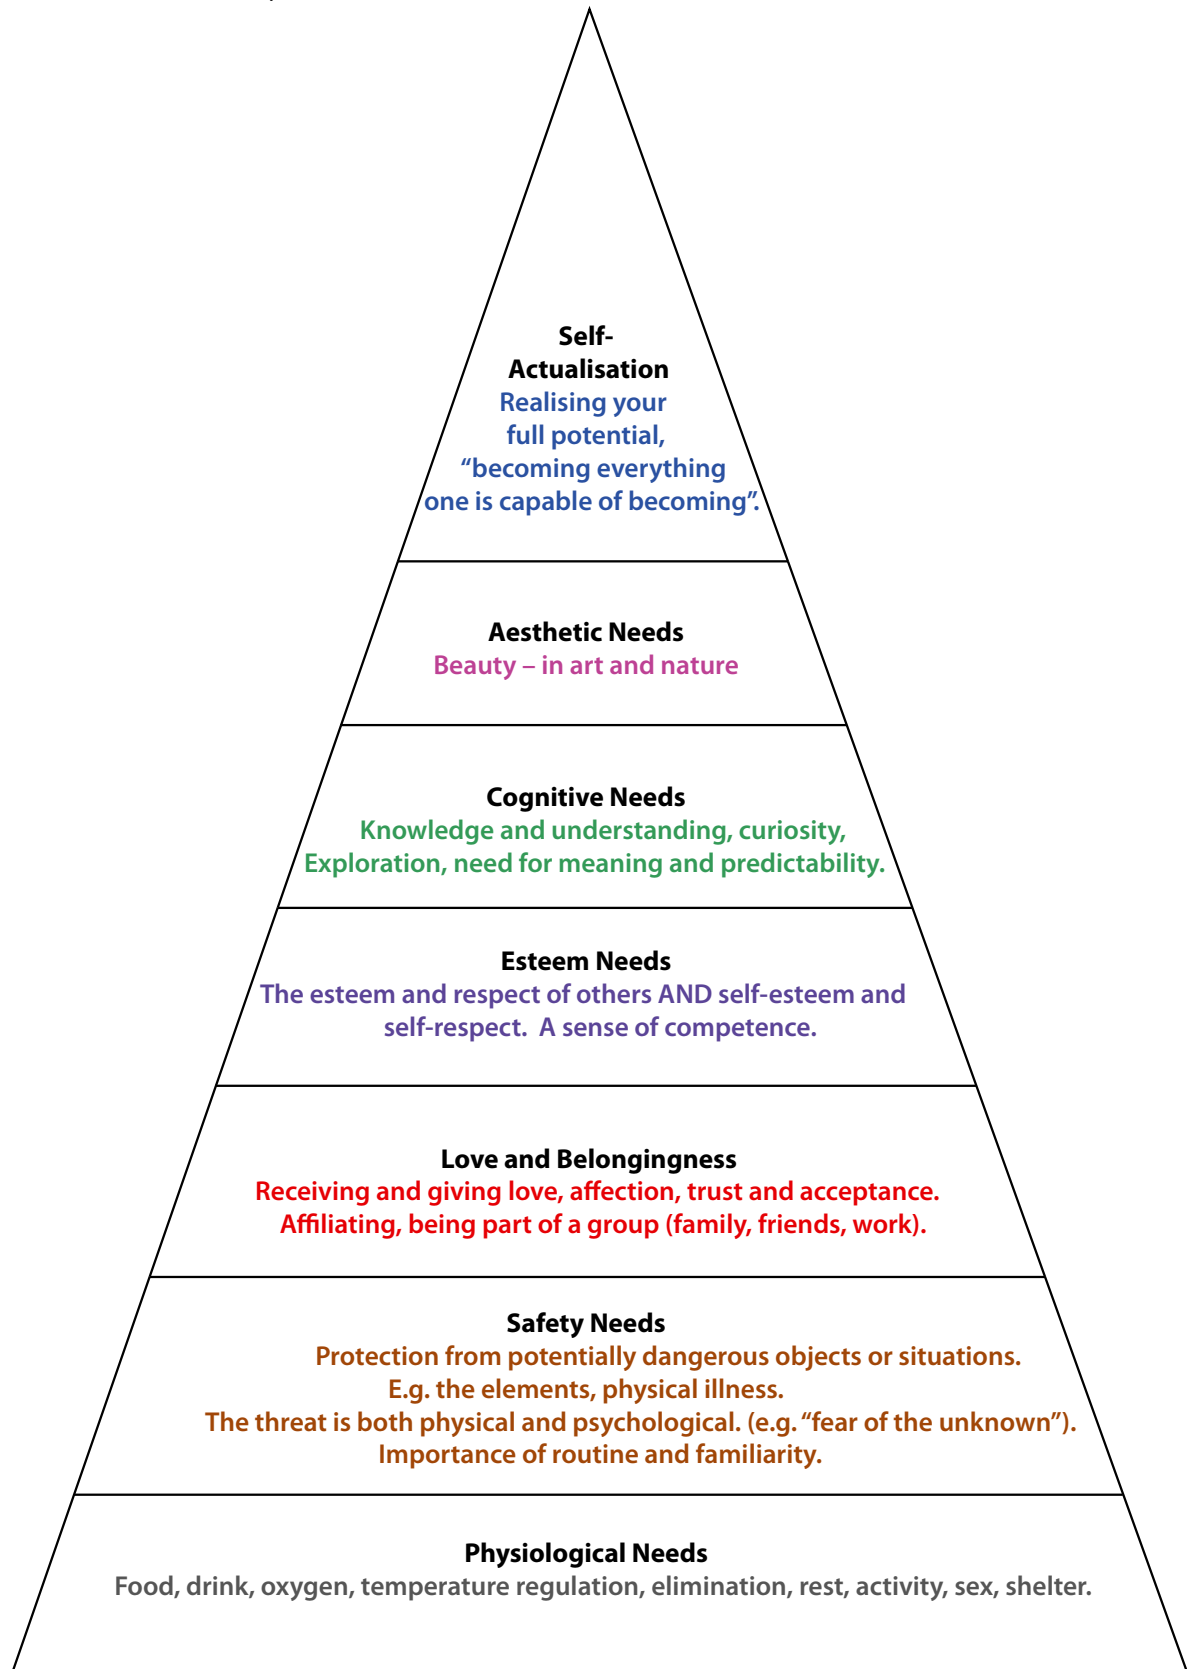 Self-
Actualisation
Realising your
full potential,
“becoming everything
one is capable of becoming”.
Aesthetic Needs
Beauty – in art and nature
Cognitive Needs
Knowledge and understanding, curiosity,
Exploration, need for meaning and predictability.
Esteem Needs
The esteem and respect of others AND self-esteem and
self-respect.  A sense of competence.
Love and Belongingness
Receiving and giving love, affection, trust and acceptance.
Affiliating, being part of a group (family, friends, work).
Safety Needs
Protection from potentially dangerous objects or situations.
E.g. the elements, physical illness.
The threat is both physical and psychological. (e.g. “fear of the unknown”).
Importance of routine and familiarity.
Physiological Needs
Food, drink, oxygen, temperature regulation, elimination, rest, activity, sex, shelter.